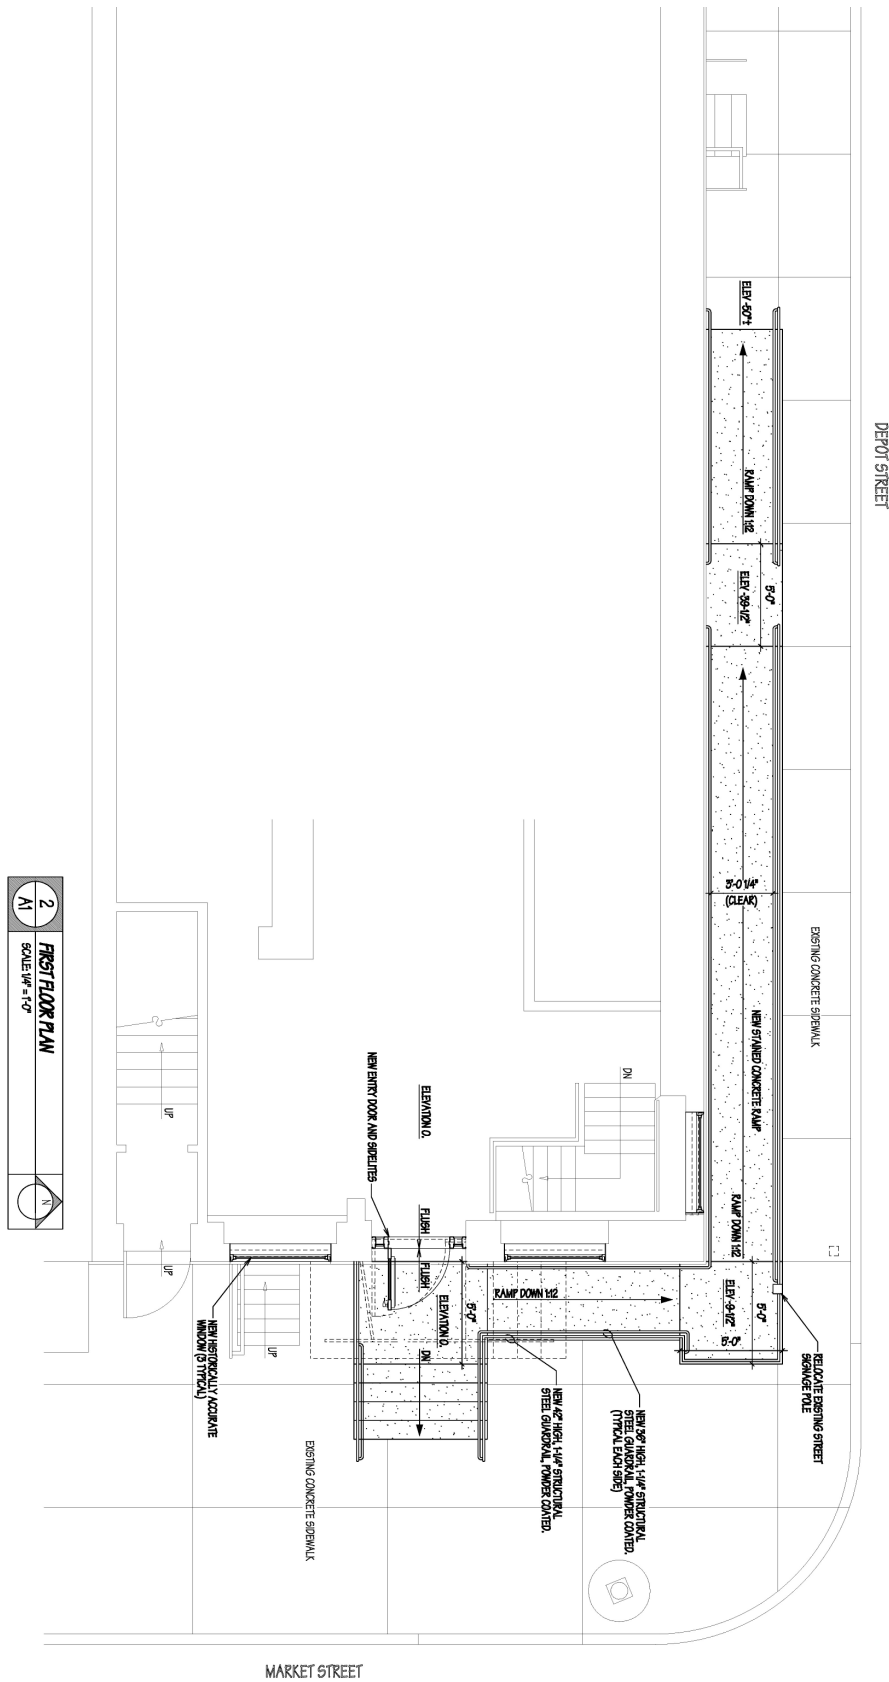 DEPOT STREET
ELEV -50"±
RAMP DOWN 1:12
ELEV -39-1/2"
5'-0"
3'-0 1/4"
(CLEAR)
EXISTING CONCRETE SIDEWALK
NEW STAINED CONCRETE RAMP
RAMP DOWN 1:12
ELEV -9-1/2"
5'-0"
5'-0"
RELOCATE EXISTING STREET
SIGNAGE POLE
DN
ELEVATION 0.
NEW ENTRY DOOR AND SIDELITES
FLUSH
FLUSH
ELEVATION 0.
5'-0"
RAMP DOWN 1:12
DN
NEW 36" HIGH, 1-1/4" STRUCTURAL
STEEL GUARDRAIL, POWDER COATED.
(TYPICAL EACH SIDE)
NEW 42" HIGH, 1-1/4" STRUCTURAL
STEEL GUARDRAIL, POWDER COATED.
UP
UP
UP
NEW HISTORICALLY ACCURATE
WINDOW (3 TYPICAL)
EXISTING CONCRETE SIDEWALK
MARKET STREET
2
A1
FIRST FLOOR PLAN
SCALE: 1/4" = 1'-0"
N